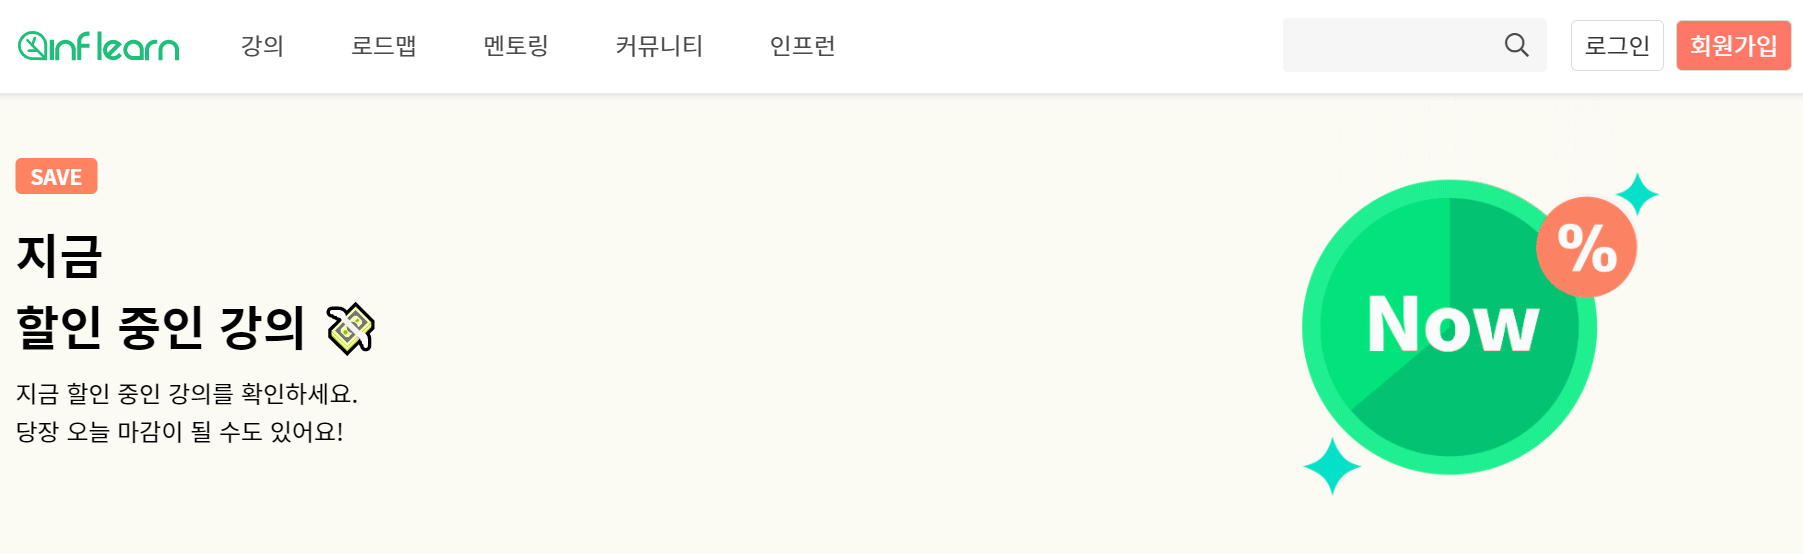 inflearn 강의 로드맵 멘토링 커뮤니티 인프런 로그인 회원가입
SAVE
지금
할인 중인 강의
지금 할인 중인 강의를 확인하세요.
당장 오늘 마감이 될 수도 있어요!
%
Now